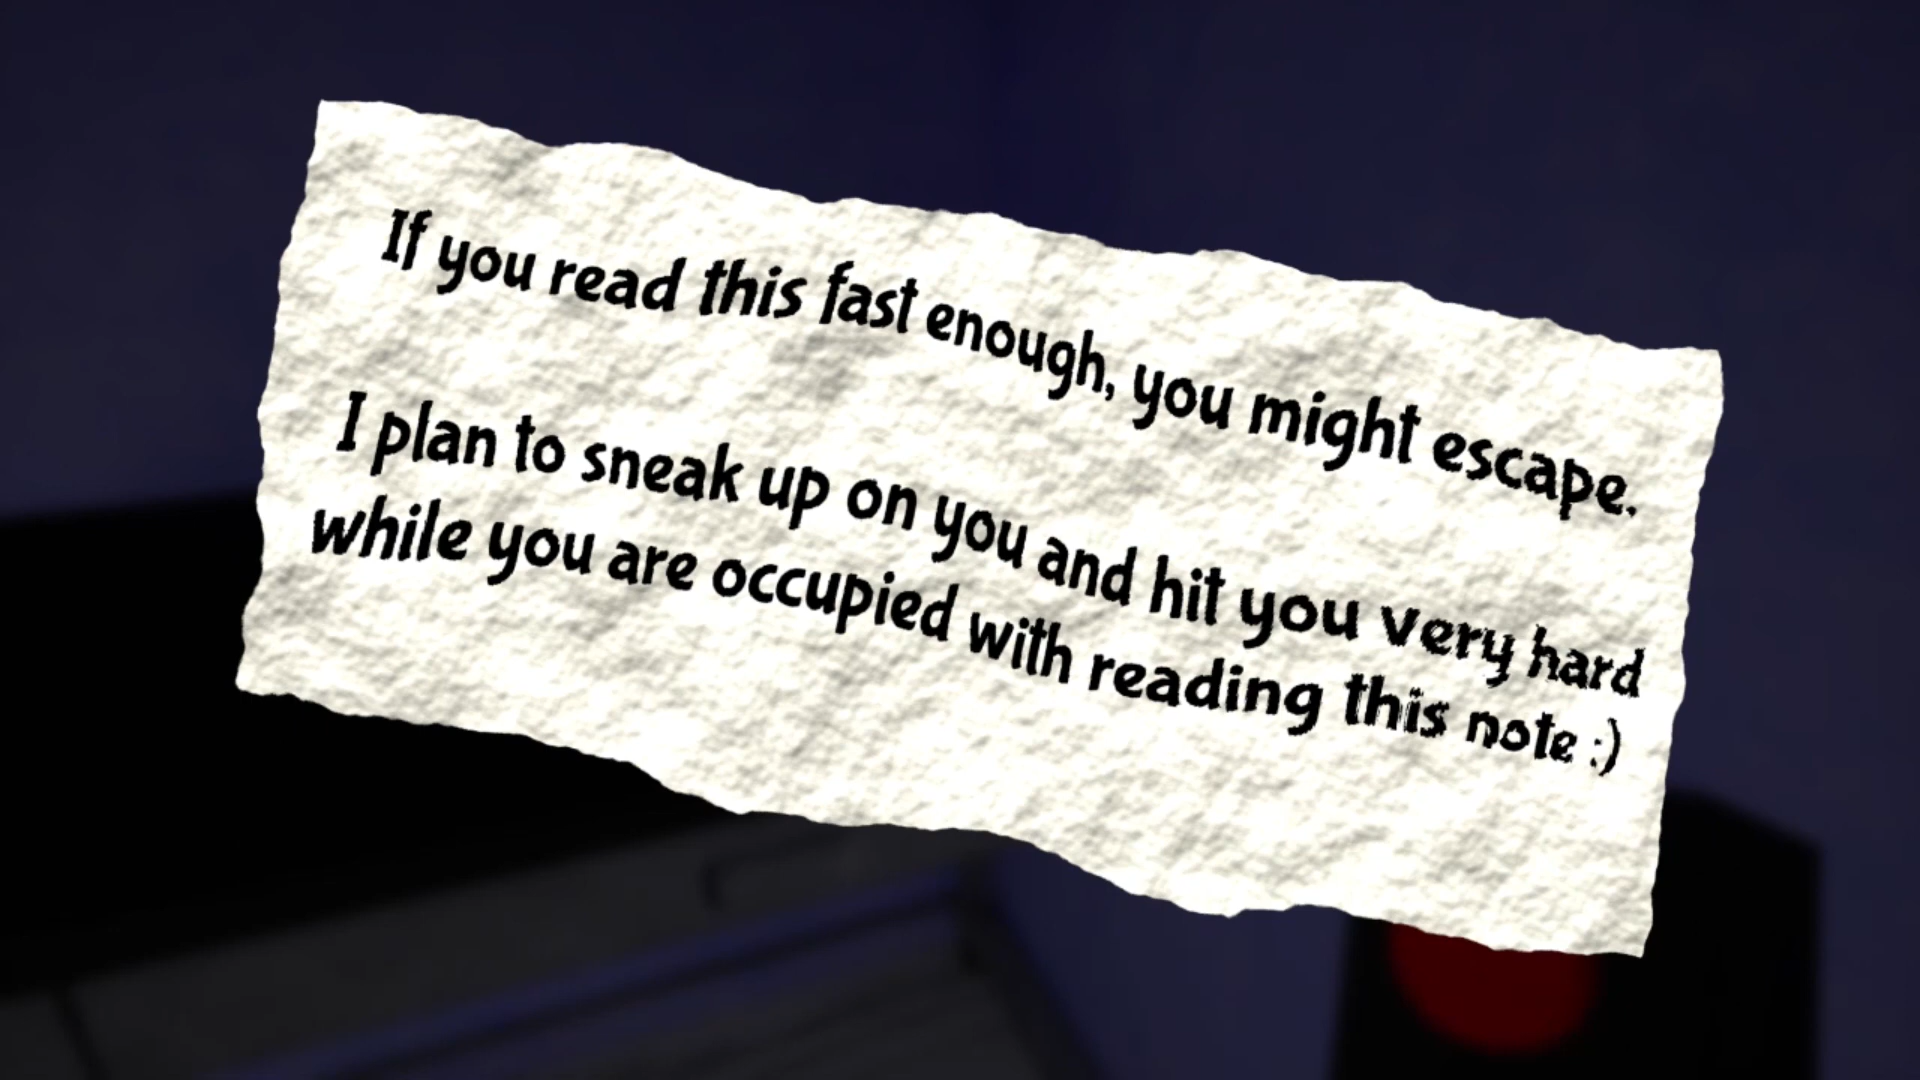 If you read this fast enough, you might escape.
I plan to sneak up on you and hit you very hard
while you are occupied with reading this note :)